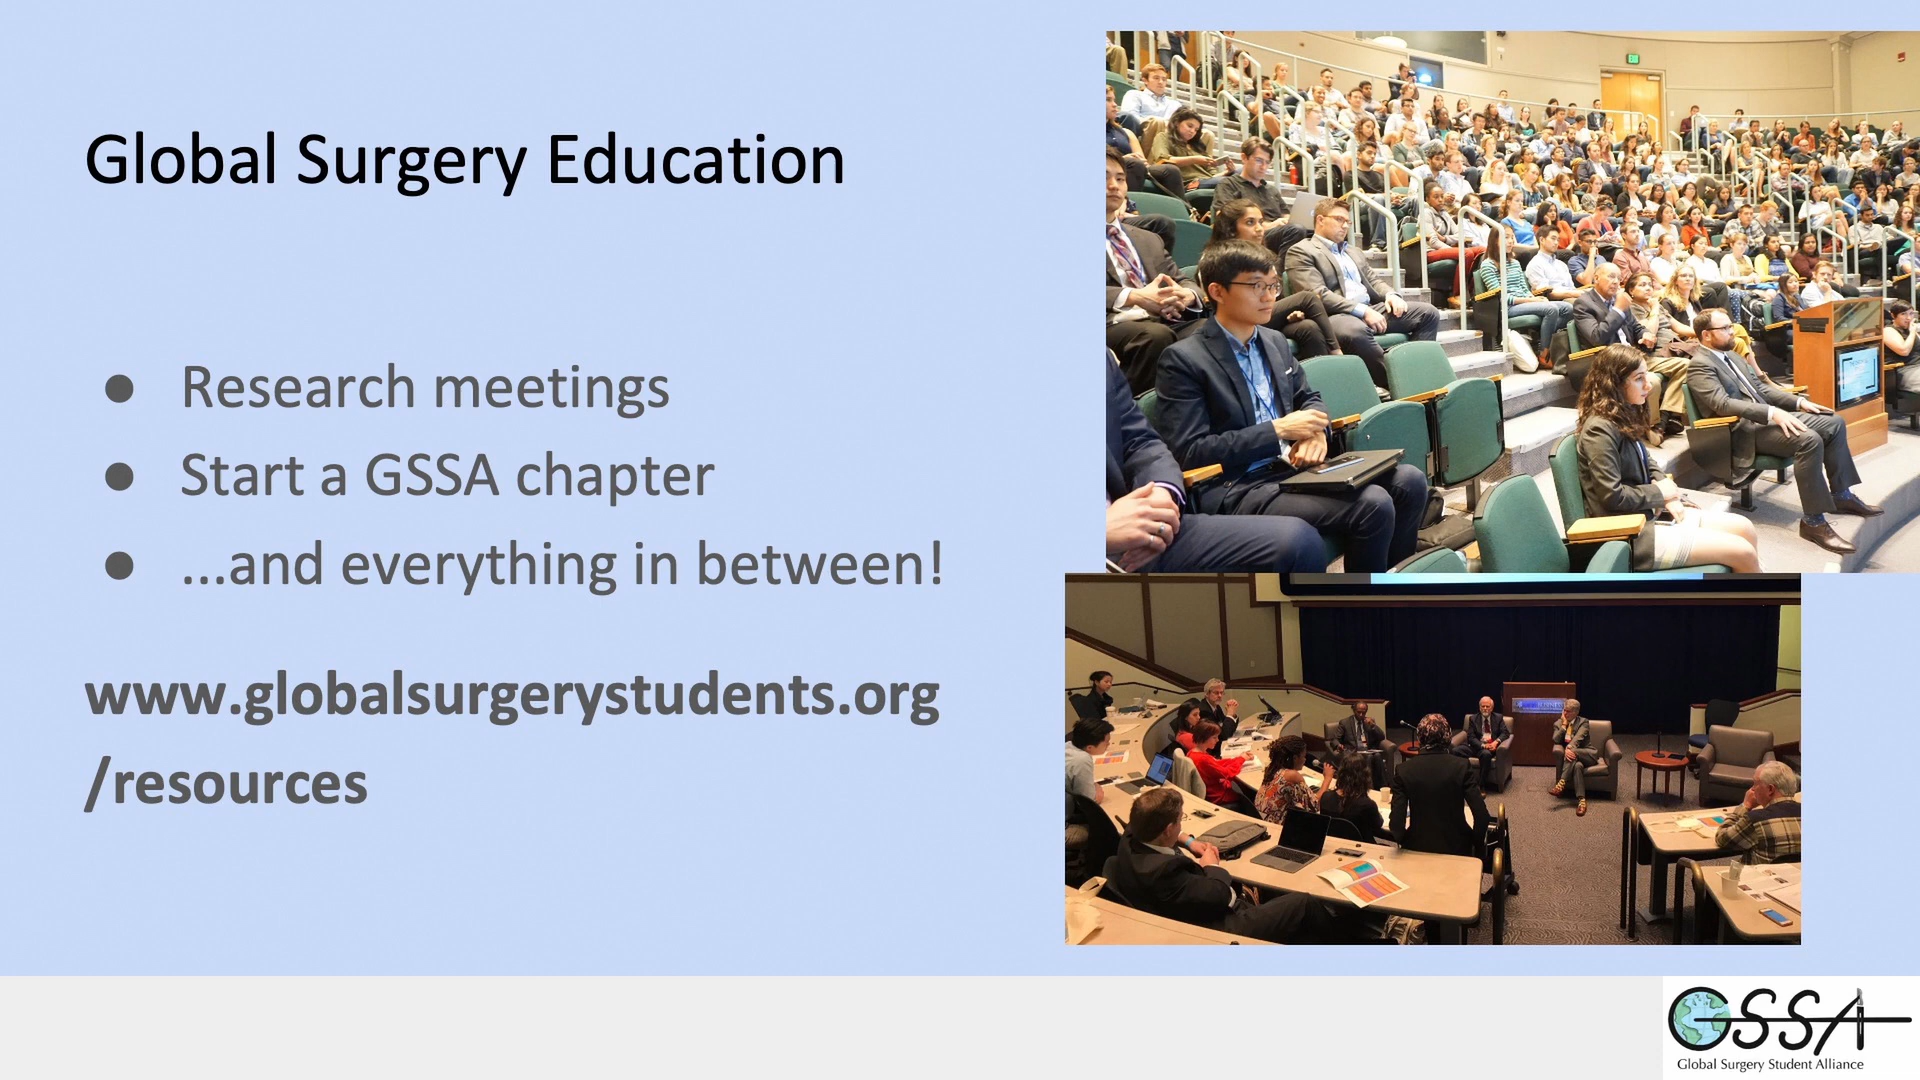 Global Surgery Education
● Research meetings
● Start a GSSA chapter
● ...and everything in between!
www.globalsurgerystudents.org
/resources
GSSA
Global Surgery Student Alliance